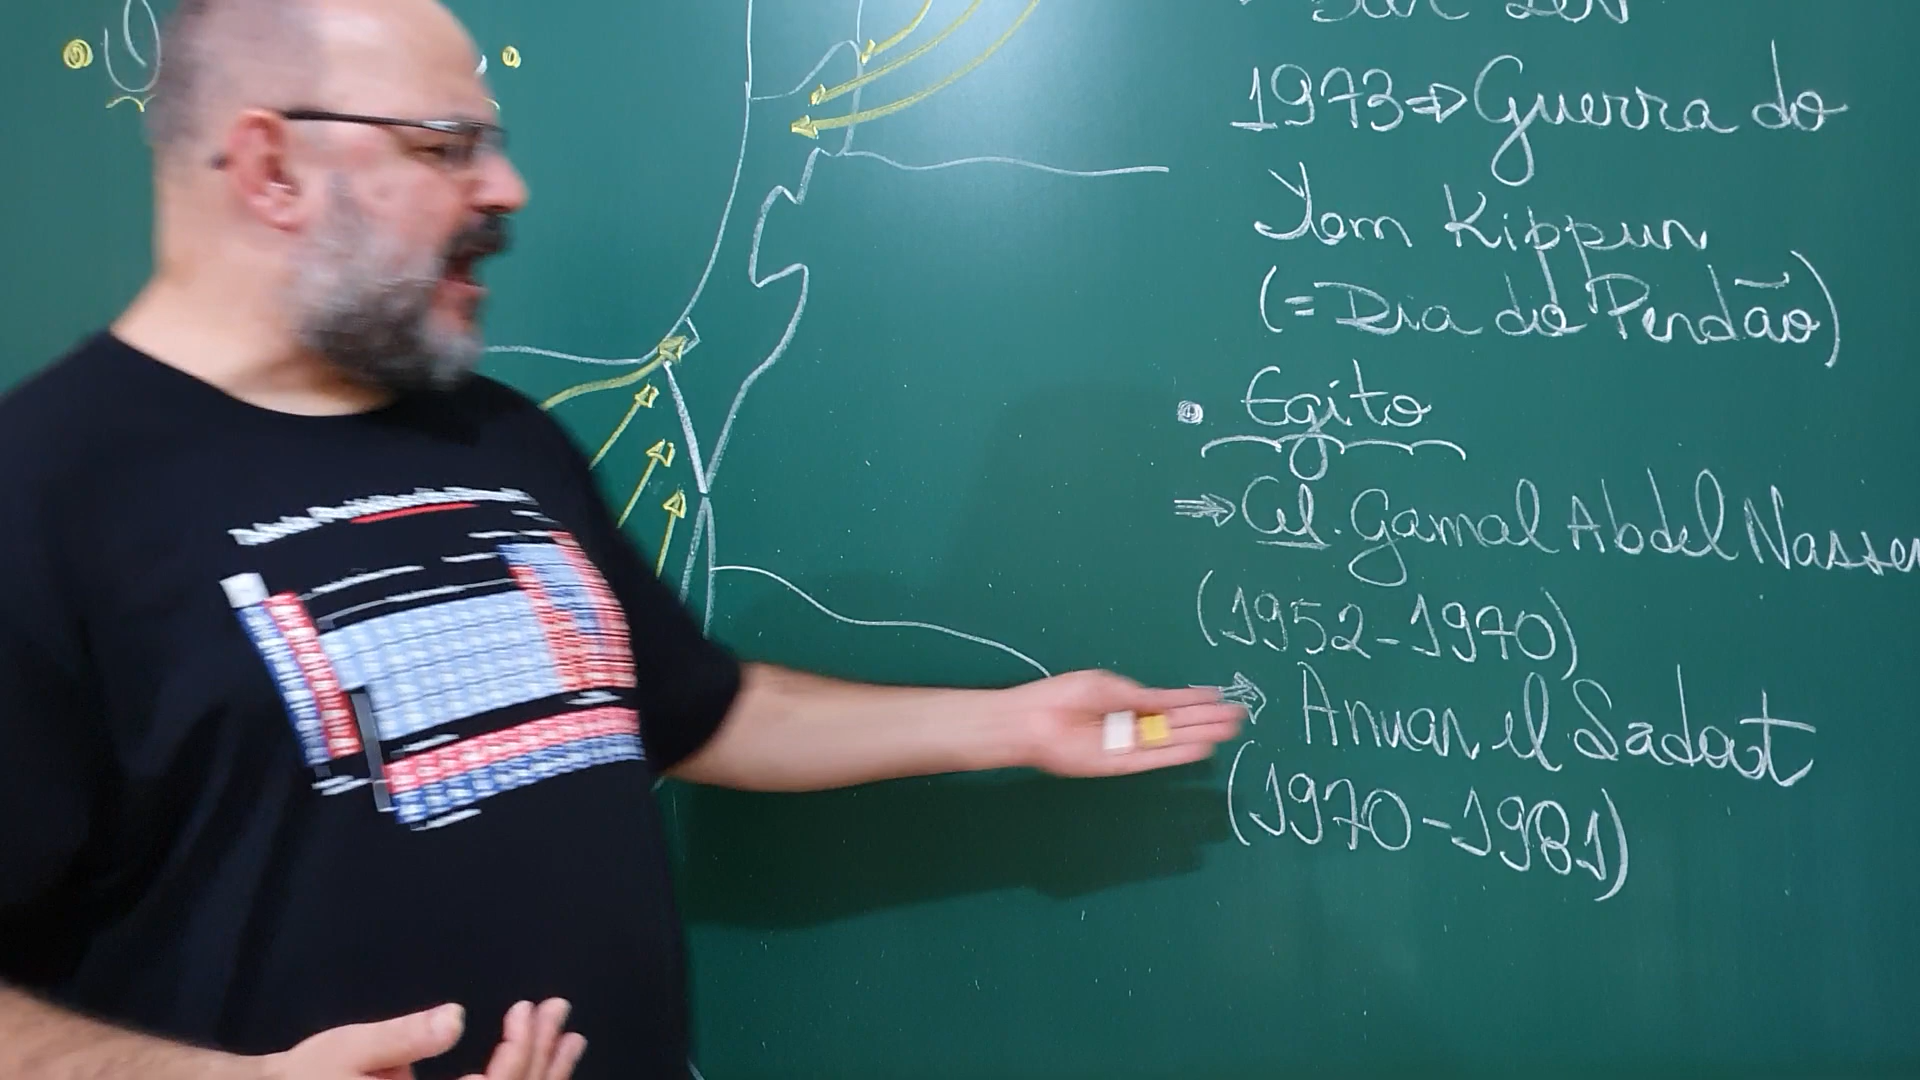 1973⇒Guerra do
Yom Kippur
(=Dia do Perdão)
• Egito
⇒Cel. Gamal Abdel Nasser
(1952-1970)
⇒ Anuar el Sadat
(1970-1981)